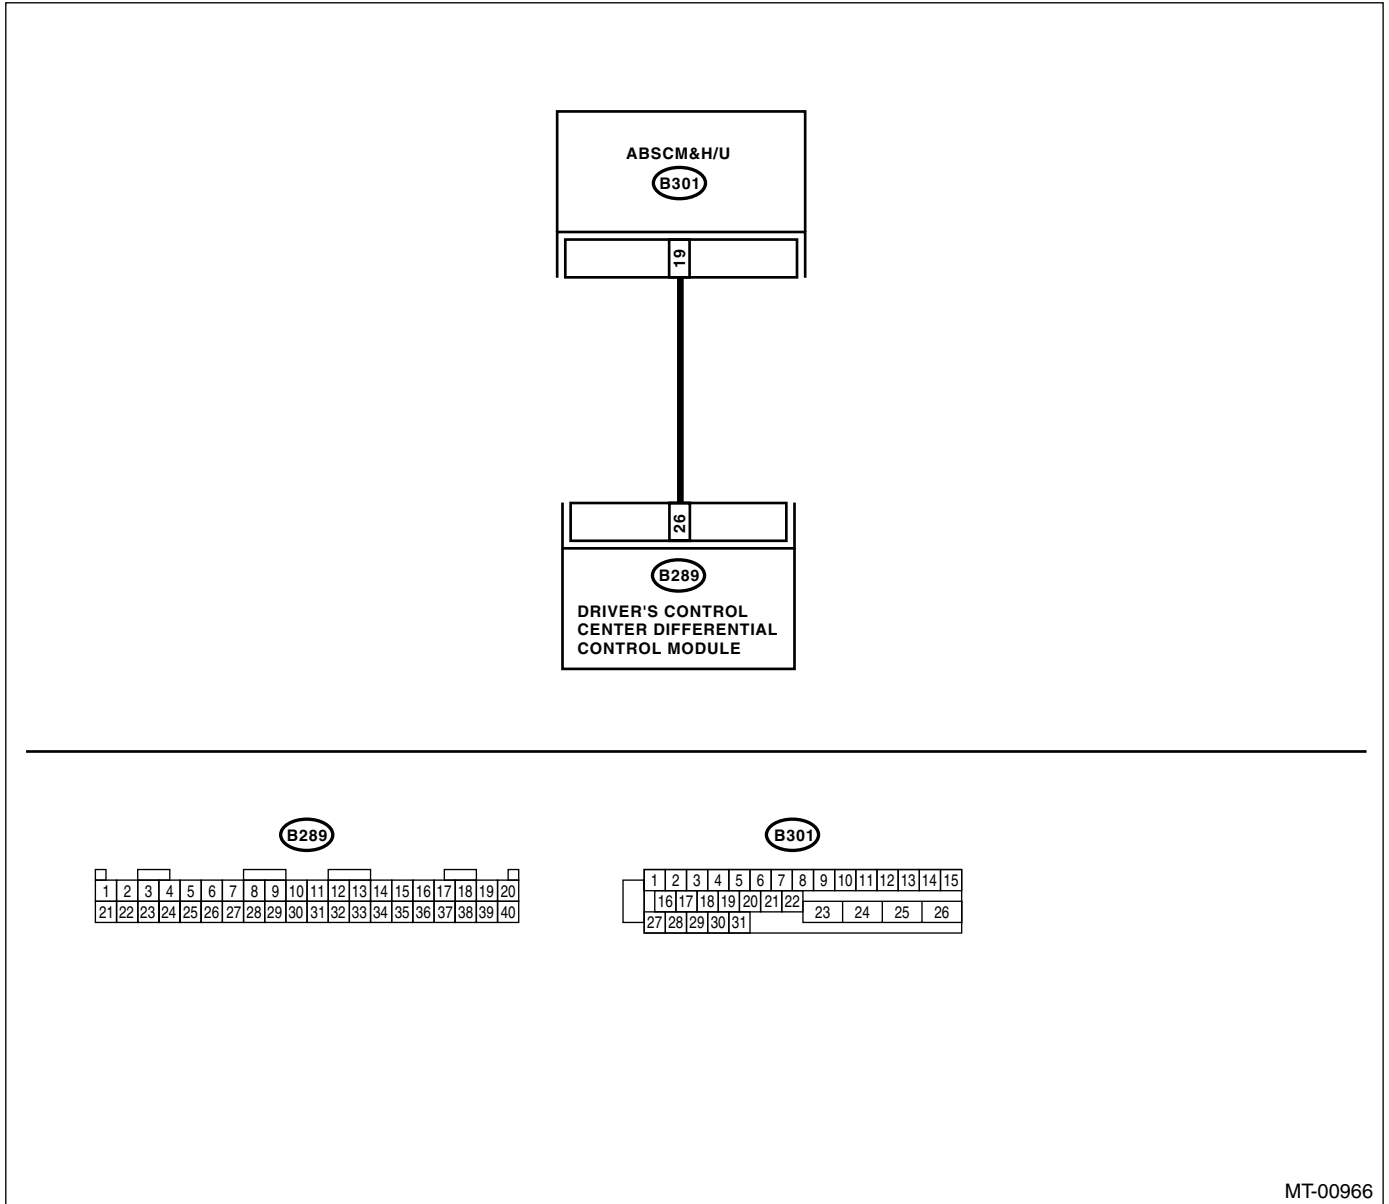 ABSCM&H/U
B301
19
26
B289
DRIVER'S CONTROL
CENTER DIFFERENTIAL
CONTROL MODULE
B289
1 2 3 4 5 6 7 8 9 10 11 12 13 14 15 16 17 18 19 20
21 22 23 24 25 26 27 28 29 30 31 32 33 34 35 36 37 38 39 40
B301
1 2 3 4 5 6 7 8 9 10 11 12 13 14 15
16 17 18 19 20 21 22 23 24 25 26
27 28 29 30 31
MT-00966